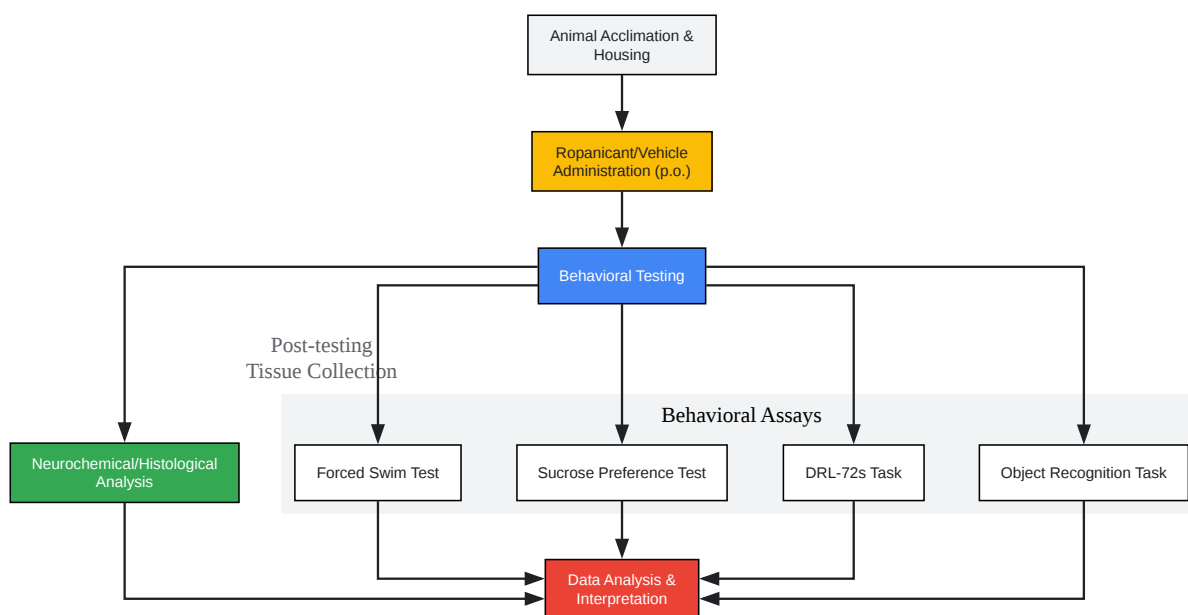 Animal Acclimation &
Housing
Ropanicant/Vehicle
Administration (p.o.)
Behavioral Testing
Post-testing
Tissue Collection
Behavioral Assays
Neurochemical/Histological
Analysis
Forced Swim Test
Sucrose Preference Test
DRL-72s Task
Object Recognition Task
Data Analysis &
Interpretation